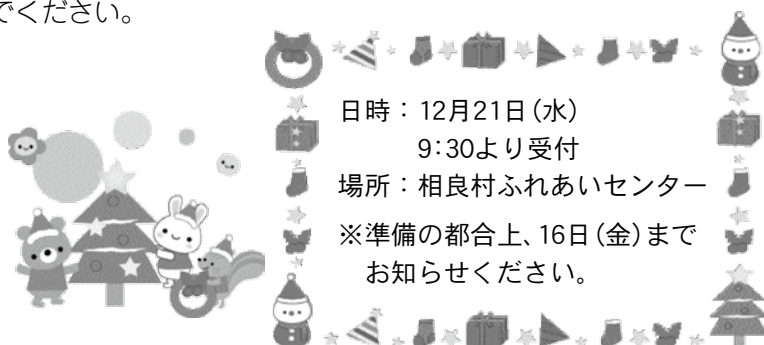 でください。
日時：12月21日（水）
9:30より受付
場所：相良村ふれあいセンター
※準備の都合上、16日（金）まで
お知らせください。